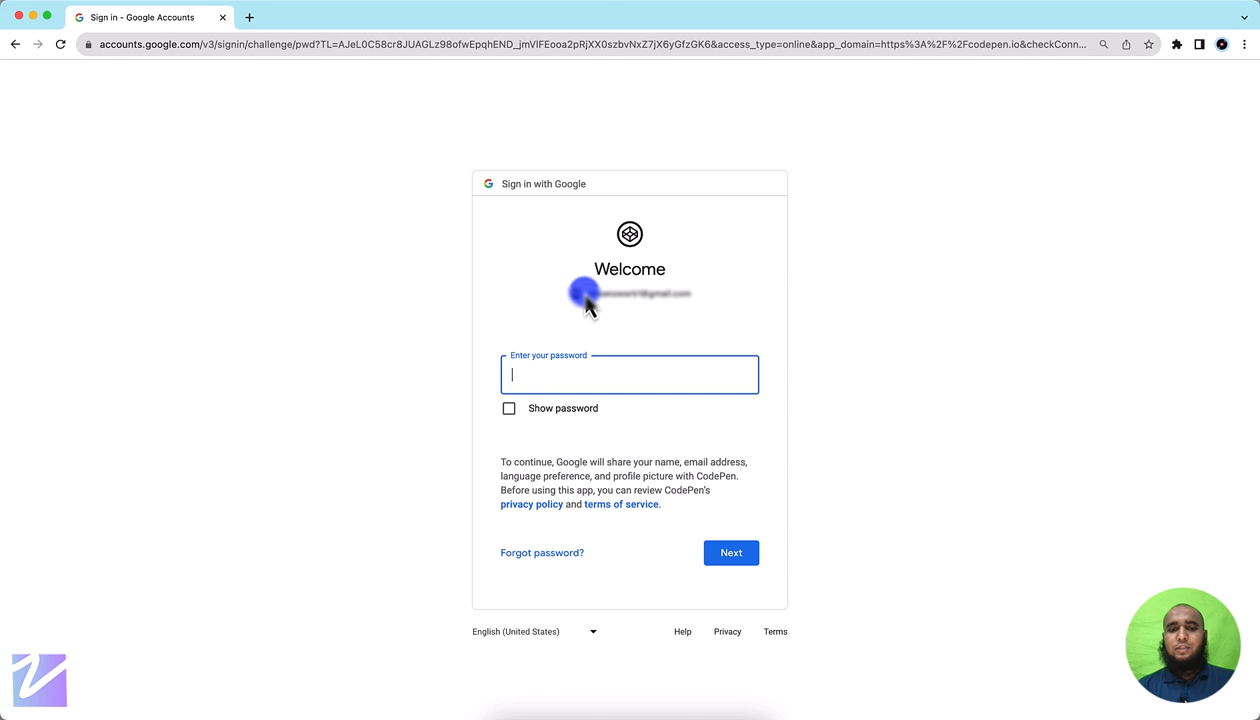 Sign in - Google Accounts
accounts.google.com/v3/signin/challenge/pwd?TL=AJeL0C58cr8JUAGLz98ofwEpqhEND_jmVIFEooa2pRjXX0szbvNxZ7jX6yGfzGK6&access_type=online&app_domain=https%3A%2F%2Fcodepen.io&checkConn...
Sign in with Google
Welcome
@gmail.com
Enter your password
Show password
To continue, Google will share your name, email address,
language preference, and profile picture with CodePen.
Before using this app, you can review CodePen's
privacy policy and terms of service.
Forgot password?
Next
English (United States)
Help
Privacy
Terms